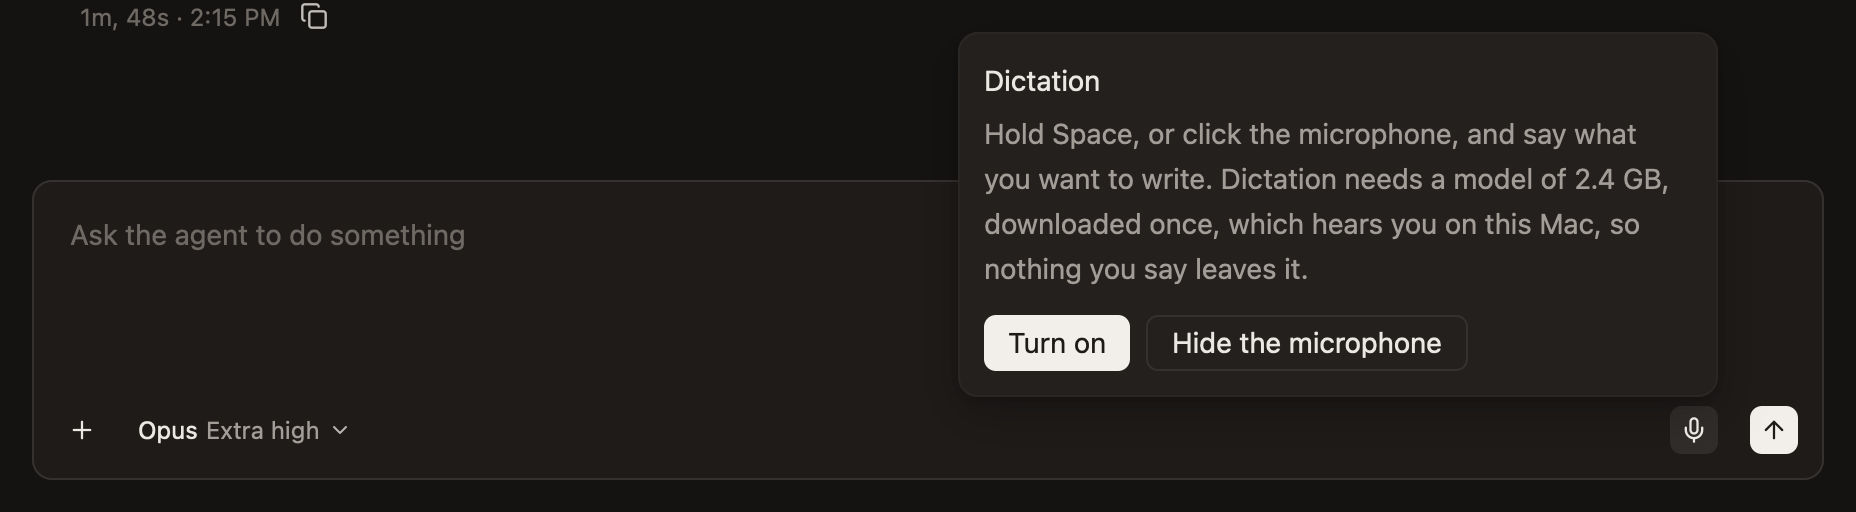 1m, 48s · 2:15 PM
Dictation
Hold Space, or click the microphone, and say what
you want to write. Dictation needs a model of 2.4 GB,
downloaded once, which hears you on this Mac, so
nothing you say leaves it.
Turn on
Hide the microphone
Ask the agent to do something
Opus Extra high